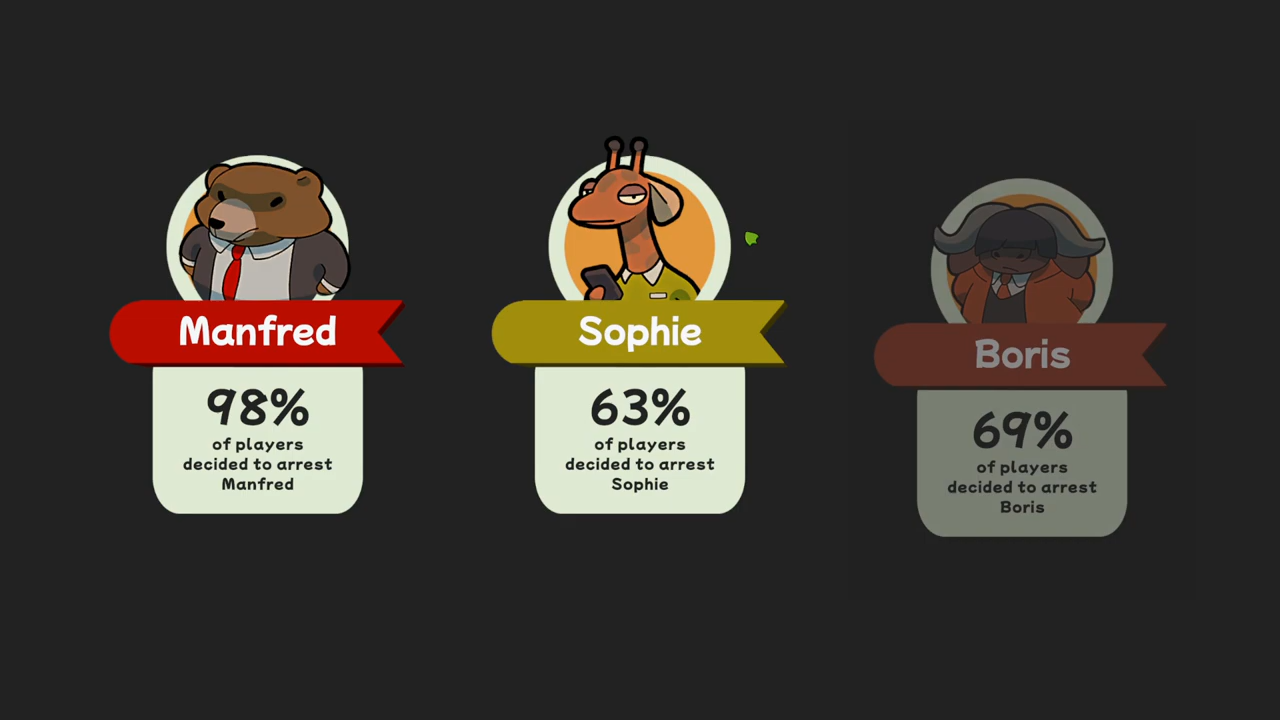 Manfred
98%
of players
decided to arrest
Manfred
Sophie
63%
of players
decided to arrest
Sophie
Boris
69%
of players
decided to arrest
Boris